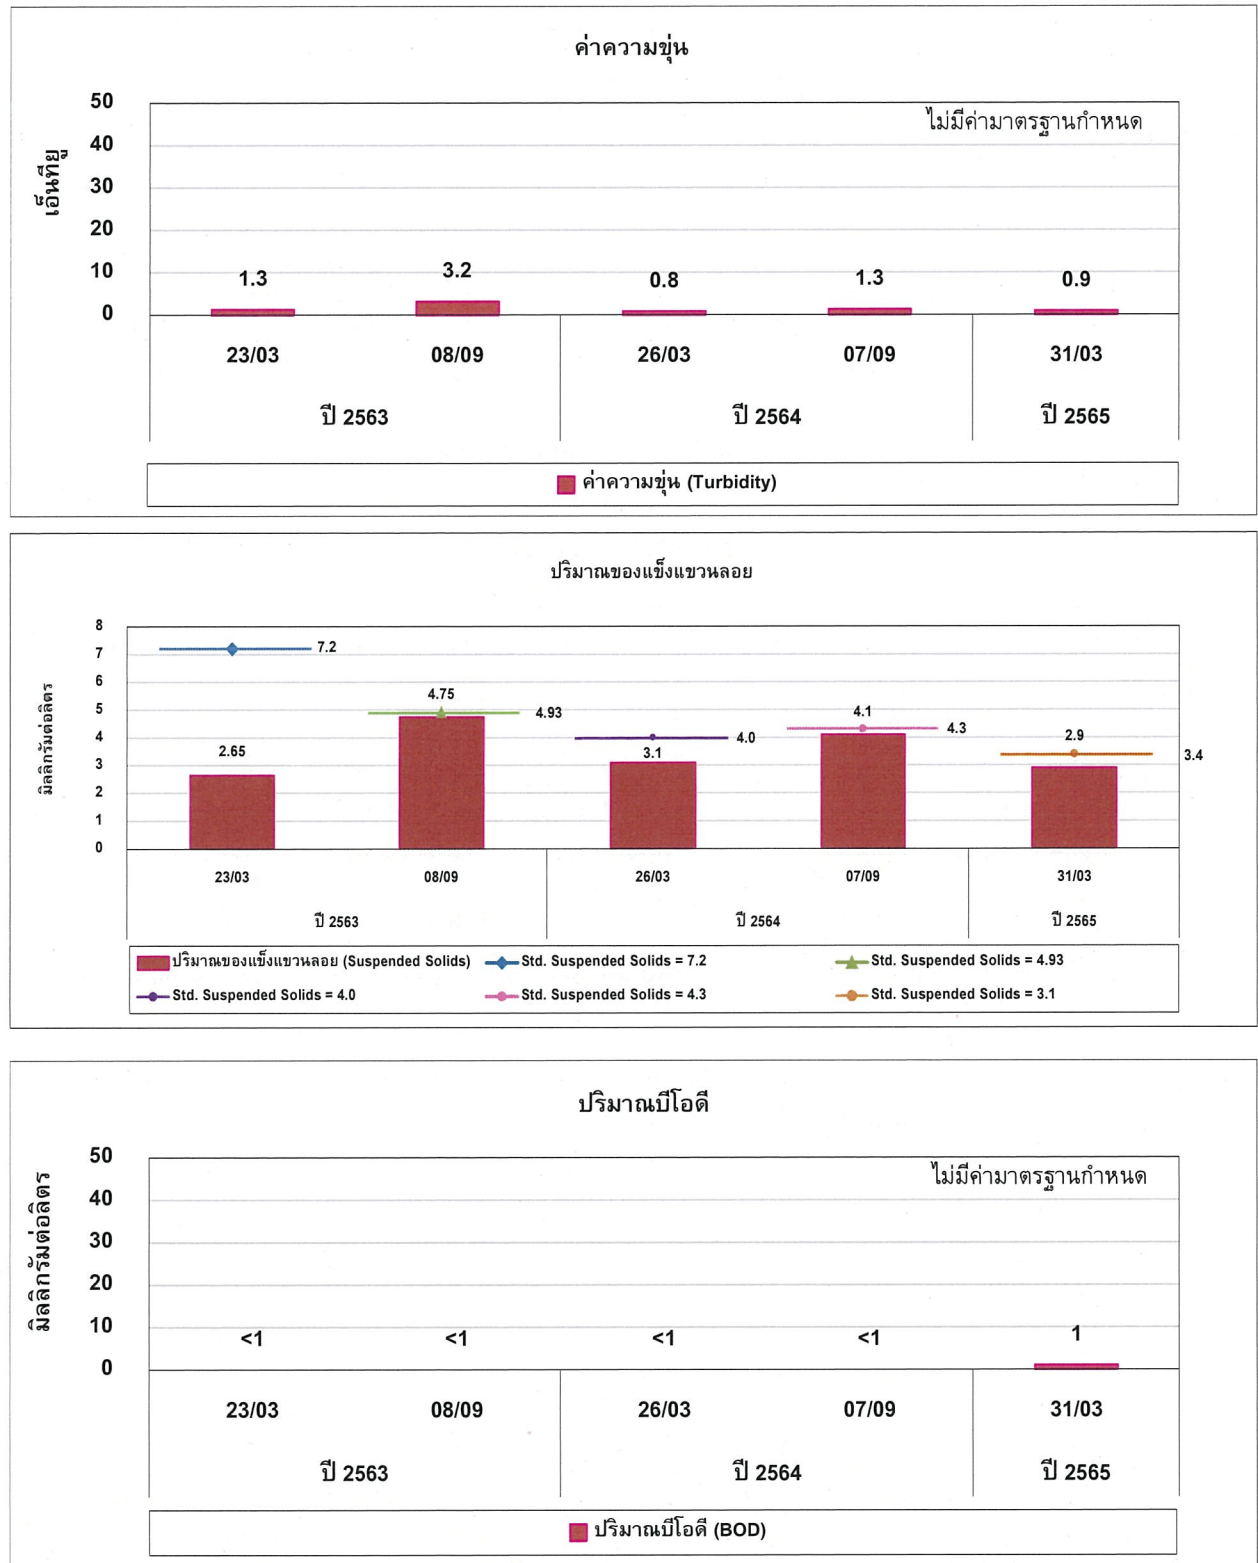 ค่าความขุ่น
ไม่มีค่ามาตรฐานกำหนด
เอ็นทียู
50
40
30
20
10
0
1.3 3.2 0.8 1.3 0.9
23/03 08/09 26/03 07/09 31/03
ปี 2563 ปี 2564 ปี 2565
ค่าความขุ่น (Turbidity)
ปริมาณของแข็งแขวนลอย
มิลลิกรัมต่อลิตร
8
7
6
5
4
3
2
1
0
7.2
2.65
4.75
4.93
4.0
3.1
4.1
4.3
2.9
3.4
23/03 08/09 26/03 07/09 31/03
ปี 2563 ปี 2564 ปี 2565
ปริมาณของแข็งแขวนลอย (Suspended Solids) Std. Suspended Solids = 7.2 Std. Suspended Solids = 4.93
Std. Suspended Solids = 4.0 Std. Suspended Solids = 4.3 Std. Suspended Solids = 3.1
ปริมาณบีโอดี
ไม่มีค่ามาตรฐานกำหนด
มิลลิกรัมต่อลิตร
50
40
30
20
10
0
<1 <1 <1 <1 1
23/03 08/09 26/03 07/09 31/03
ปี 2563 ปี 2564 ปี 2565
ปริมาณบีโอดี (BOD)